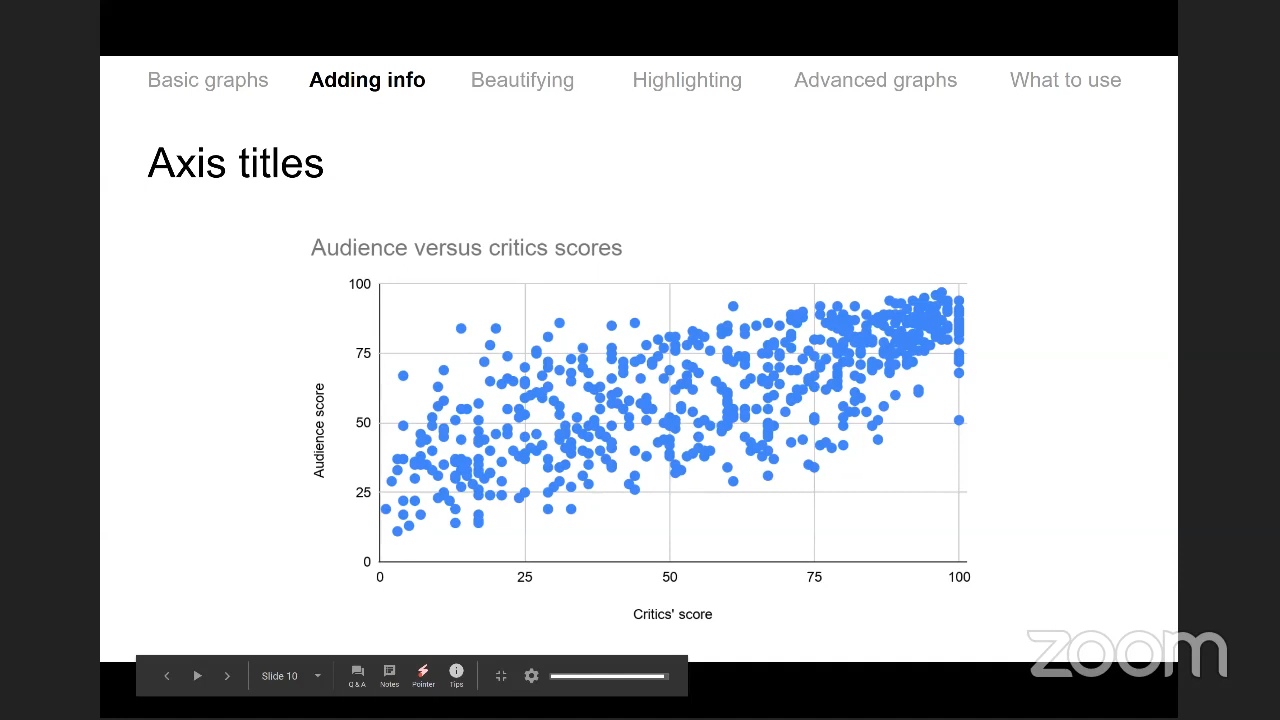 Basic graphs Adding info Beautifying Highlighting Advanced graphs What to use
Axis titles
Audience versus critics scores
100
75
50
25
0
Audience score
0 25 50 75 100
Critics' score
zoom
Slide 10 Q & A Notes Pointer Tips